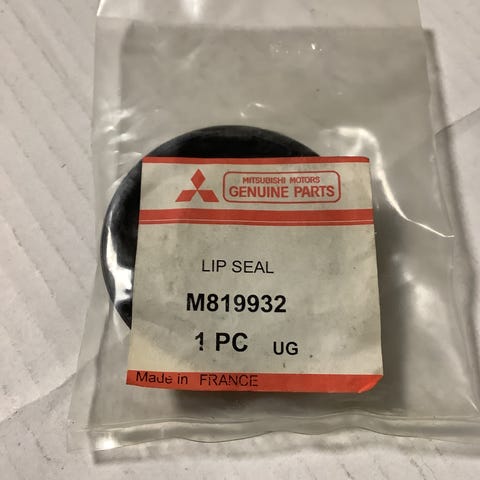 MITSUBISHI MOTORS
GENUINE PARTS
LIP SEAL
M819932
1 PC UG
Made in FRANCE